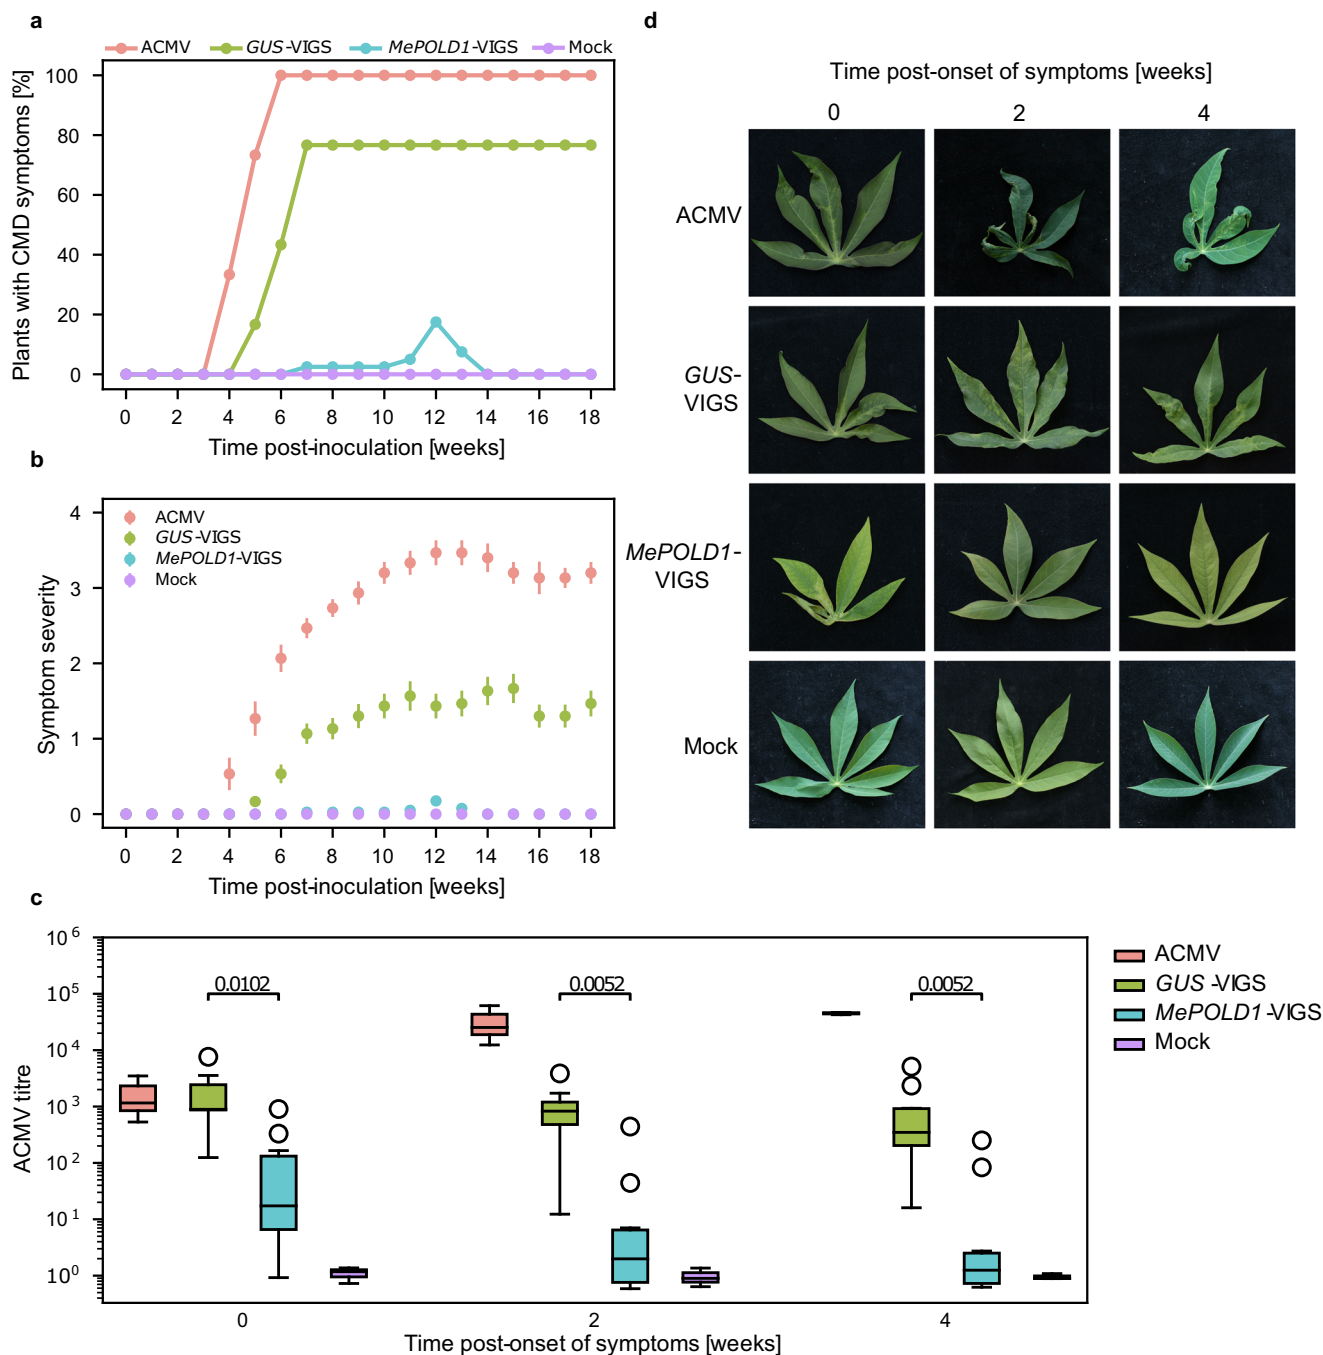 a
ACMV GUS-VIGS MePOLD1-VIGS Mock
Plants with CMD symptoms [%]
100
80
60
40
20
0
0 2 4 6 8 10 12 14 16 18
Time post-inoculation [weeks]
b
ACMV
GUS-VIGS
MePOLD1-VIGS
Mock
Symptom severity
4
3
2
1
0
0 2 4 6 8 10 12 14 16 18
Time post-inoculation [weeks]
d
Time post-onset of symptoms [weeks]
0 2 4
ACMV
GUS-
VIGS
MePOLD1-
VIGS
Mock
c
ACMV titre
10^6
10^5
10^4
10^3
10^2
10^1
10^0
0.0102 0.0052 0.0052
0 2 4
Time post-onset of symptoms [weeks]
ACMV
GUS -VIGS
MePOLD1-VIGS
Mock